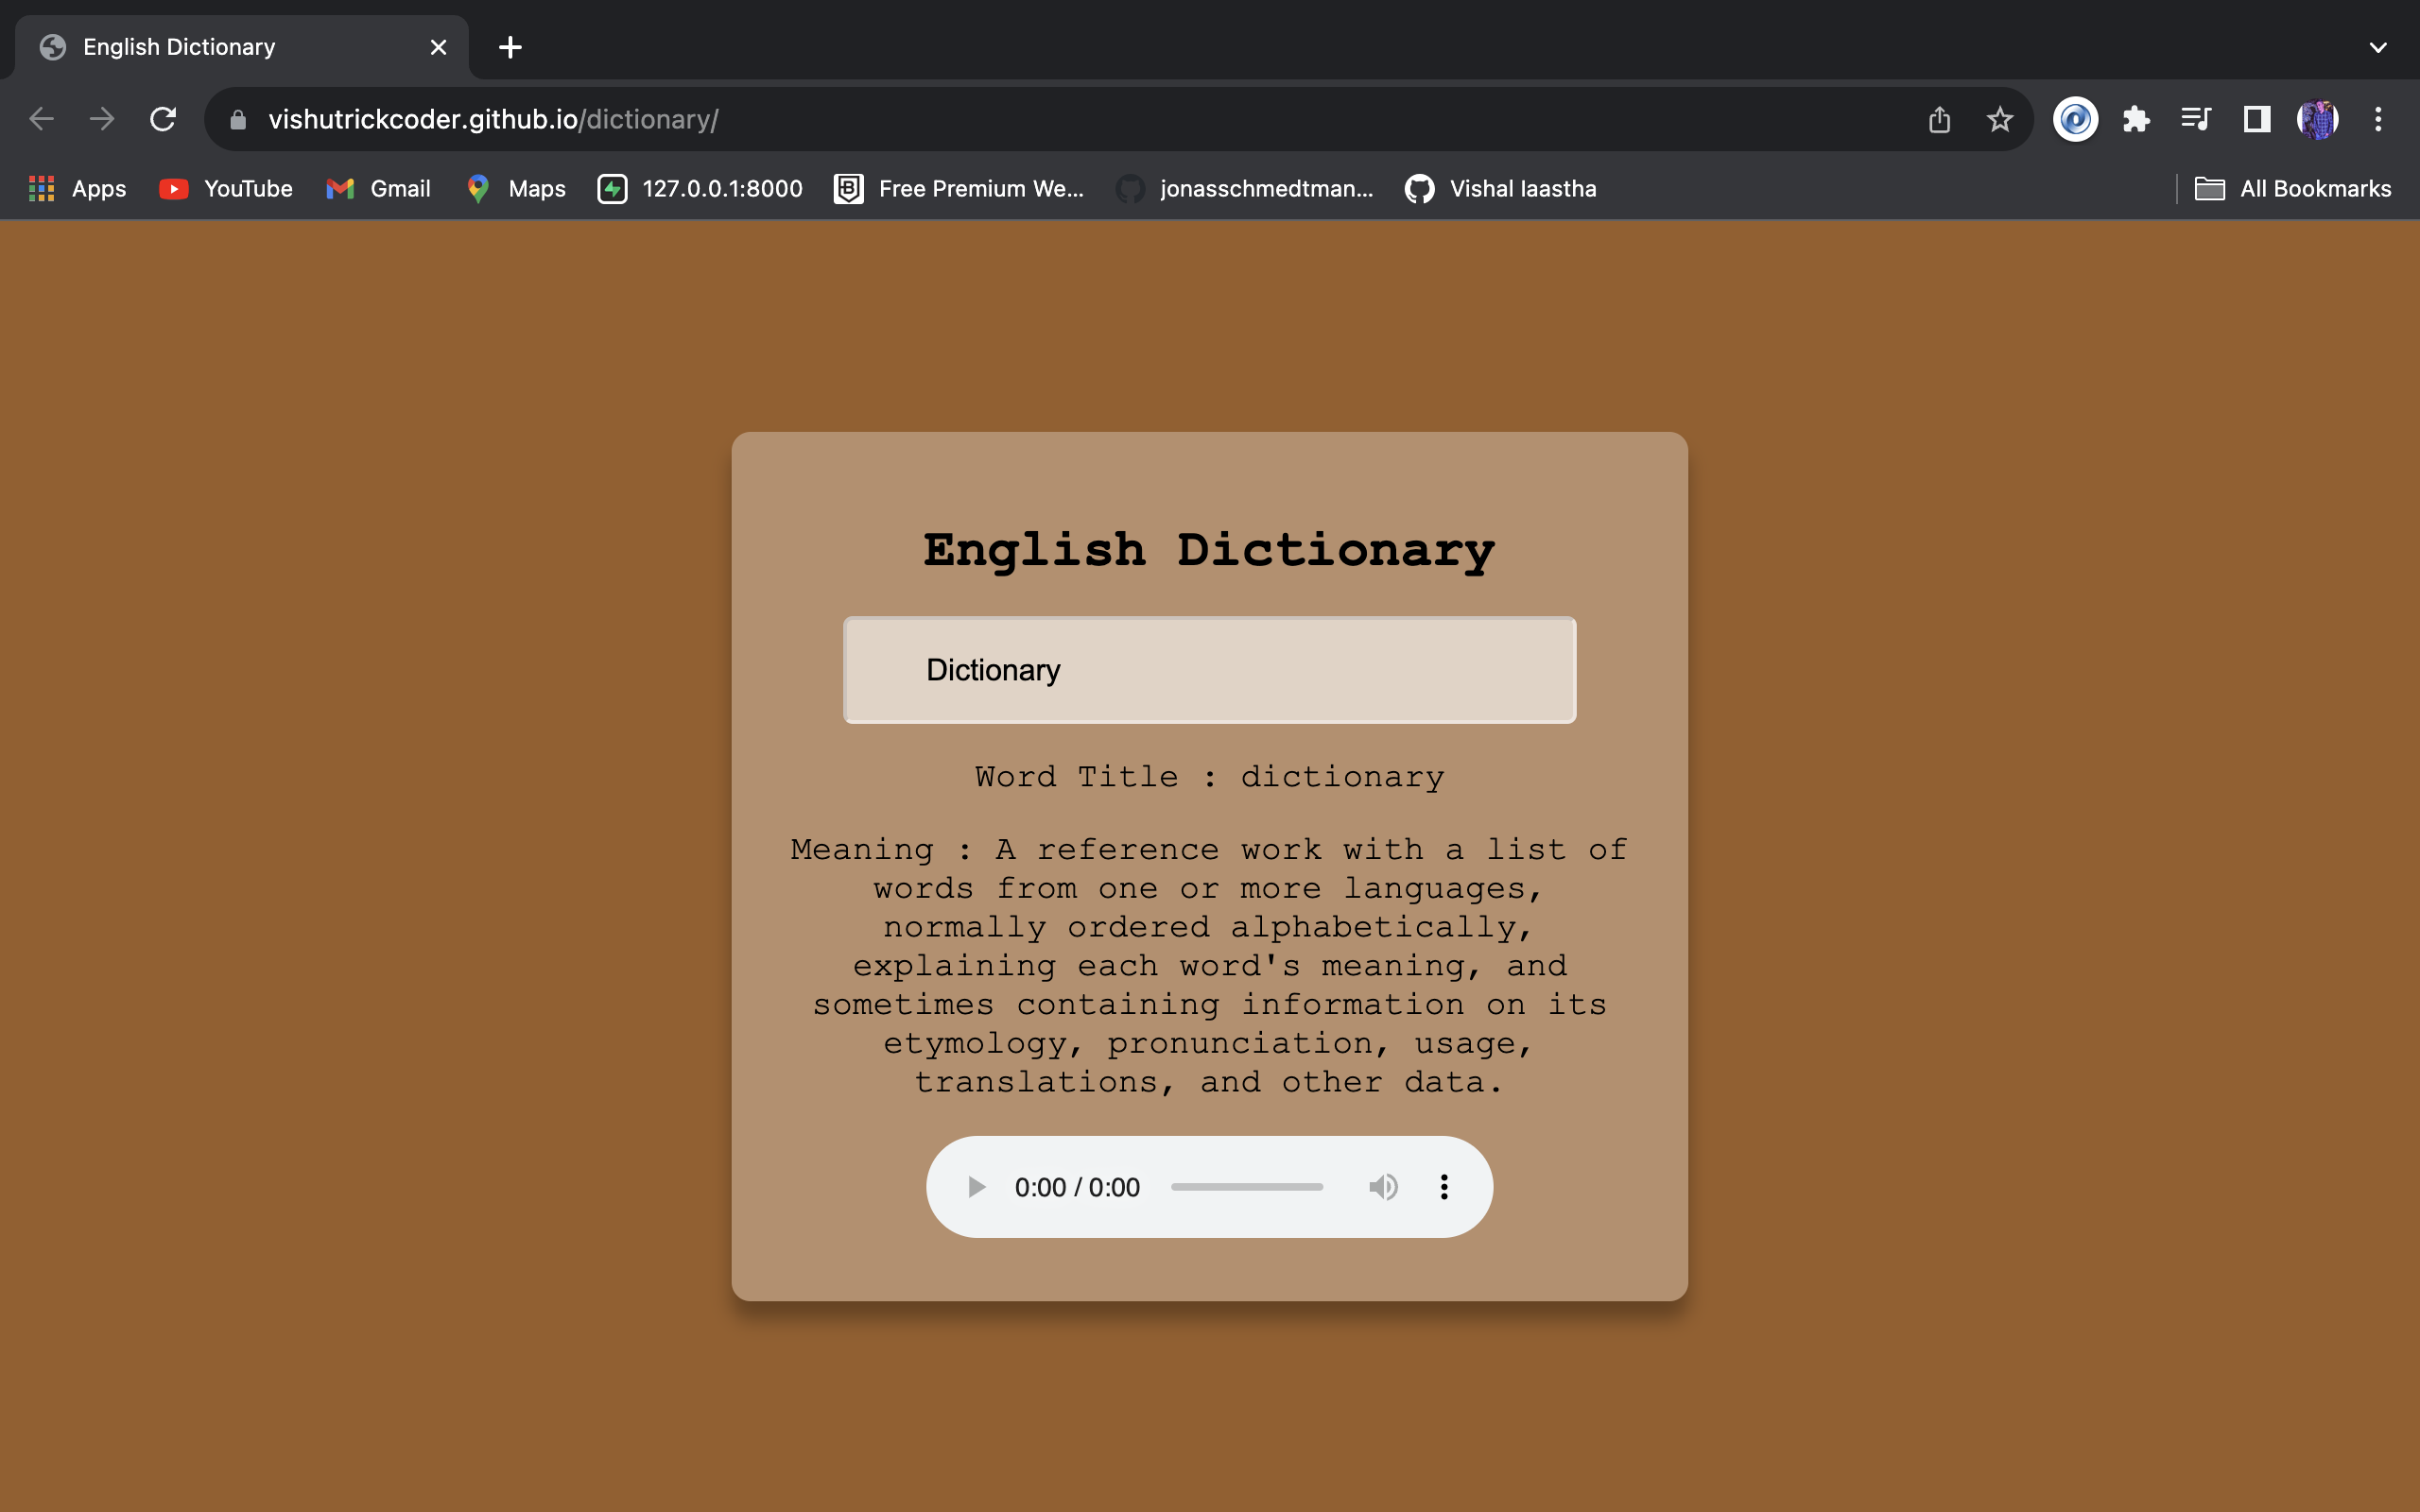 English Dictionary
vishutrickcoder.github.io/dictionary/
Apps YouTube Gmail Maps 127.0.0.1:8000 Free Premium We... jonasschmedtman... Vishal Iaastha All Bookmarks
English Dictionary
Dictionary
Word Title : dictionary
Meaning : A reference work with a list of
words from one or more languages,
normally ordered alphabetically,
explaining each word's meaning, and
sometimes containing information on its
etymology, pronunciation, usage,
translations, and other data.
0:00 / 0:00